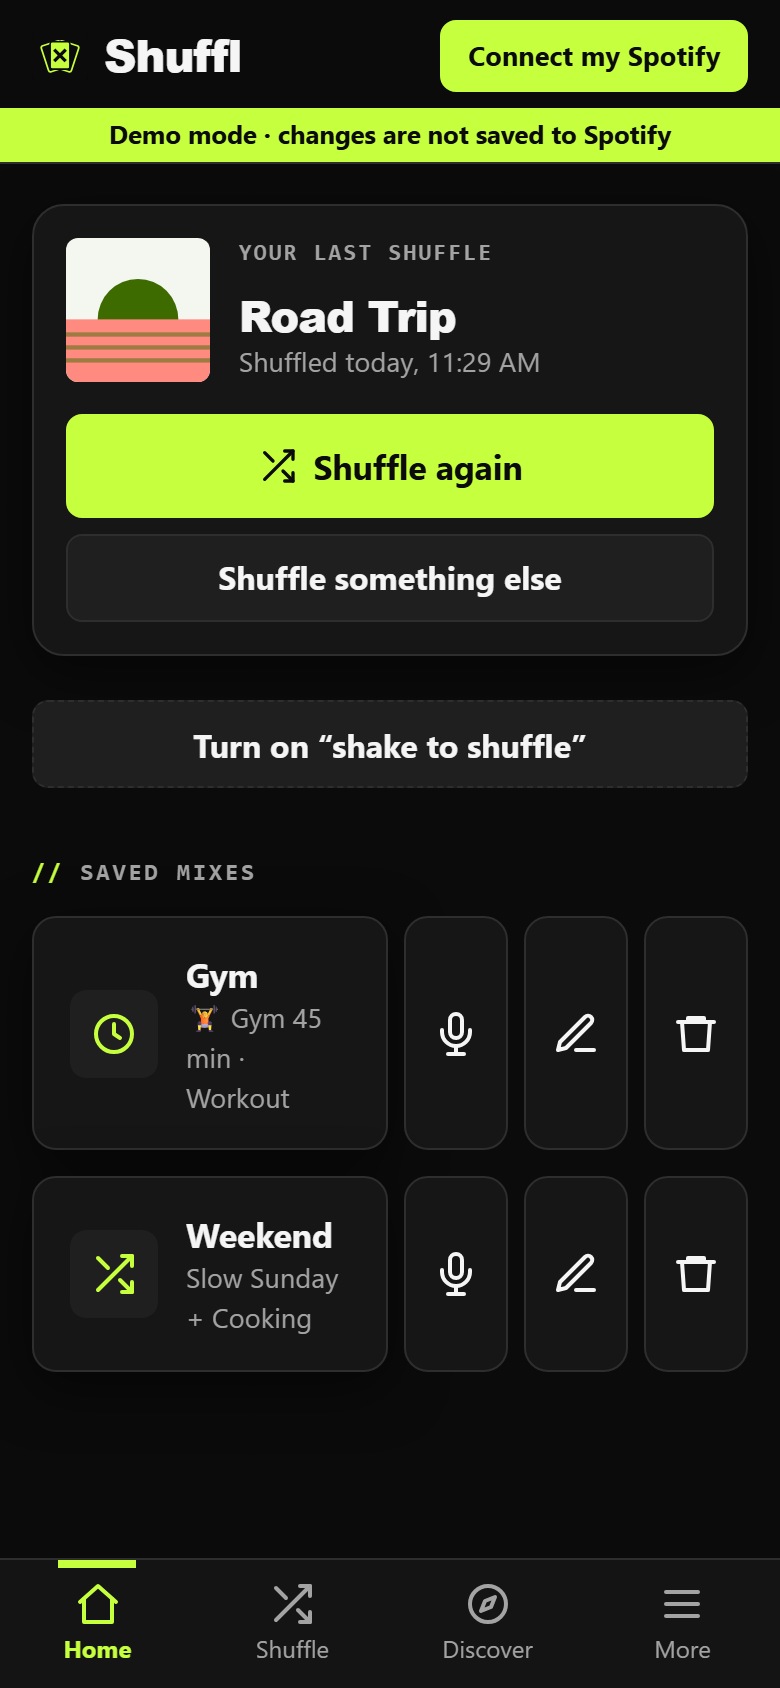 Shuffl
Connect my Spotify
Demo mode · changes are not saved to Spotify
YOUR LAST SHUFFLE
Road Trip
Shuffled today, 11:29 AM
Shuffle again
Shuffle something else
Turn on “shake to shuffle”
// SAVED MIXES
Gym
🏋️ Gym 45
min ·
Workout
Weekend
Slow Sunday
+ Cooking
Home
Shuffle
Discover
More